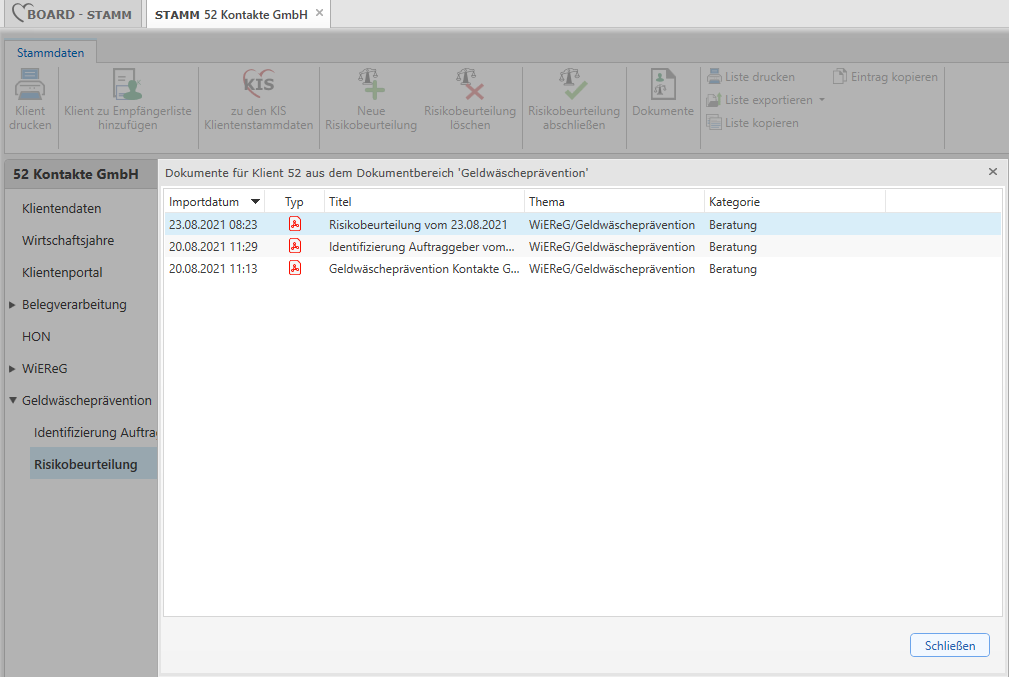 BOARD - STAMM
STAMM 52 Kontakte GmbH
Stammdaten
Klient drucken
Klient zu Empfängerliste hinzufügen
KIS
zu den KIS Klientenstammdaten
Neue Risikobeurteilung
Risikobeurteilung löschen
Risikobeurteilung abschließen
Dokumente
Liste drucken
Liste exportieren
Liste kopieren
Eintrag kopieren
52 Kontakte GmbH
Klientendaten
Wirtschaftsjahre
Klientenportal
Belegverarbeitung
HON
WiEReG
Geldwäscheprävention
Identifizierung Auftra
Risikobeurteilung
Dokumente für Klient 52 aus dem Dokumentbereich 'Geldwäscheprävention'
Importdatum Typ Titel Thema Kategorie
23.08.2021 08:23 Risikobeurteilung vom 23.08.2021 WiEReG/Geldwäscheprävention Beratung
20.08.2021 11:29 Identifizierung Auftraggeber vom... WiEReG/Geldwäscheprävention Beratung
20.08.2021 11:13 Geldwäscheprävention Kontakte G... WiEReG/Geldwäscheprävention Beratung
Schließen